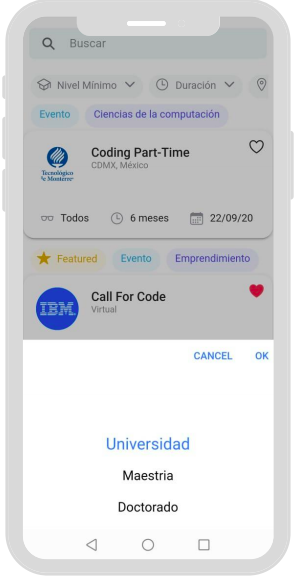 Buscar
Nivel Mínimo
Duración
Evento
Ciencias de la computación
Coding Part-Time
CDMX, México
Tecnológico
de Monterrey
Todos
6 meses
22/09/20
Featured
Evento
Emprendimiento
Call For Code
Virtual
IBM
CANCEL OK
Universidad
Maestria
Doctorado